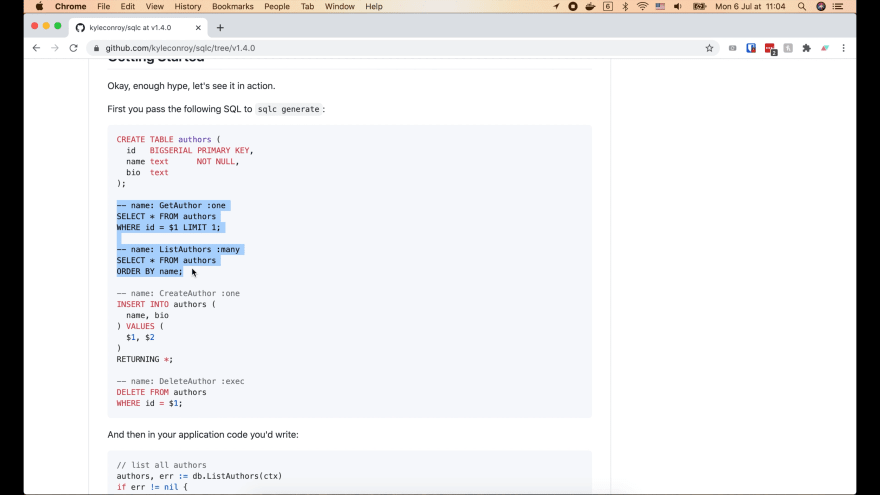 Chrome File Edit View History Bookmarks People Tab Window Help Mon 6 Jul at 11:04
kyleconroy/sqlc at v1.4.0
github.com/kyleconroy/sqlc/tree/v1.4.0
Getting Started
Okay, enough hype, let's see it in action.
First you pass the following SQL to sqlc generate :
CREATE TABLE authors (
id BIGSERIAL PRIMARY KEY,
name text NOT NULL,
bio text
);
-- name: GetAuthor :one
SELECT * FROM authors
WHERE id = $1 LIMIT 1;
-- name: ListAuthors :many
SELECT * FROM authors
ORDER BY name;
-- name: CreateAuthor :one
INSERT INTO authors (
name, bio
) VALUES (
$1, $2
)
RETURNING *;
-- name: DeleteAuthor :exec
DELETE FROM authors
WHERE id = $1;
And then in your application code you'd write:
// list all authors
authors, err := db.ListAuthors(ctx)
if err != nil {